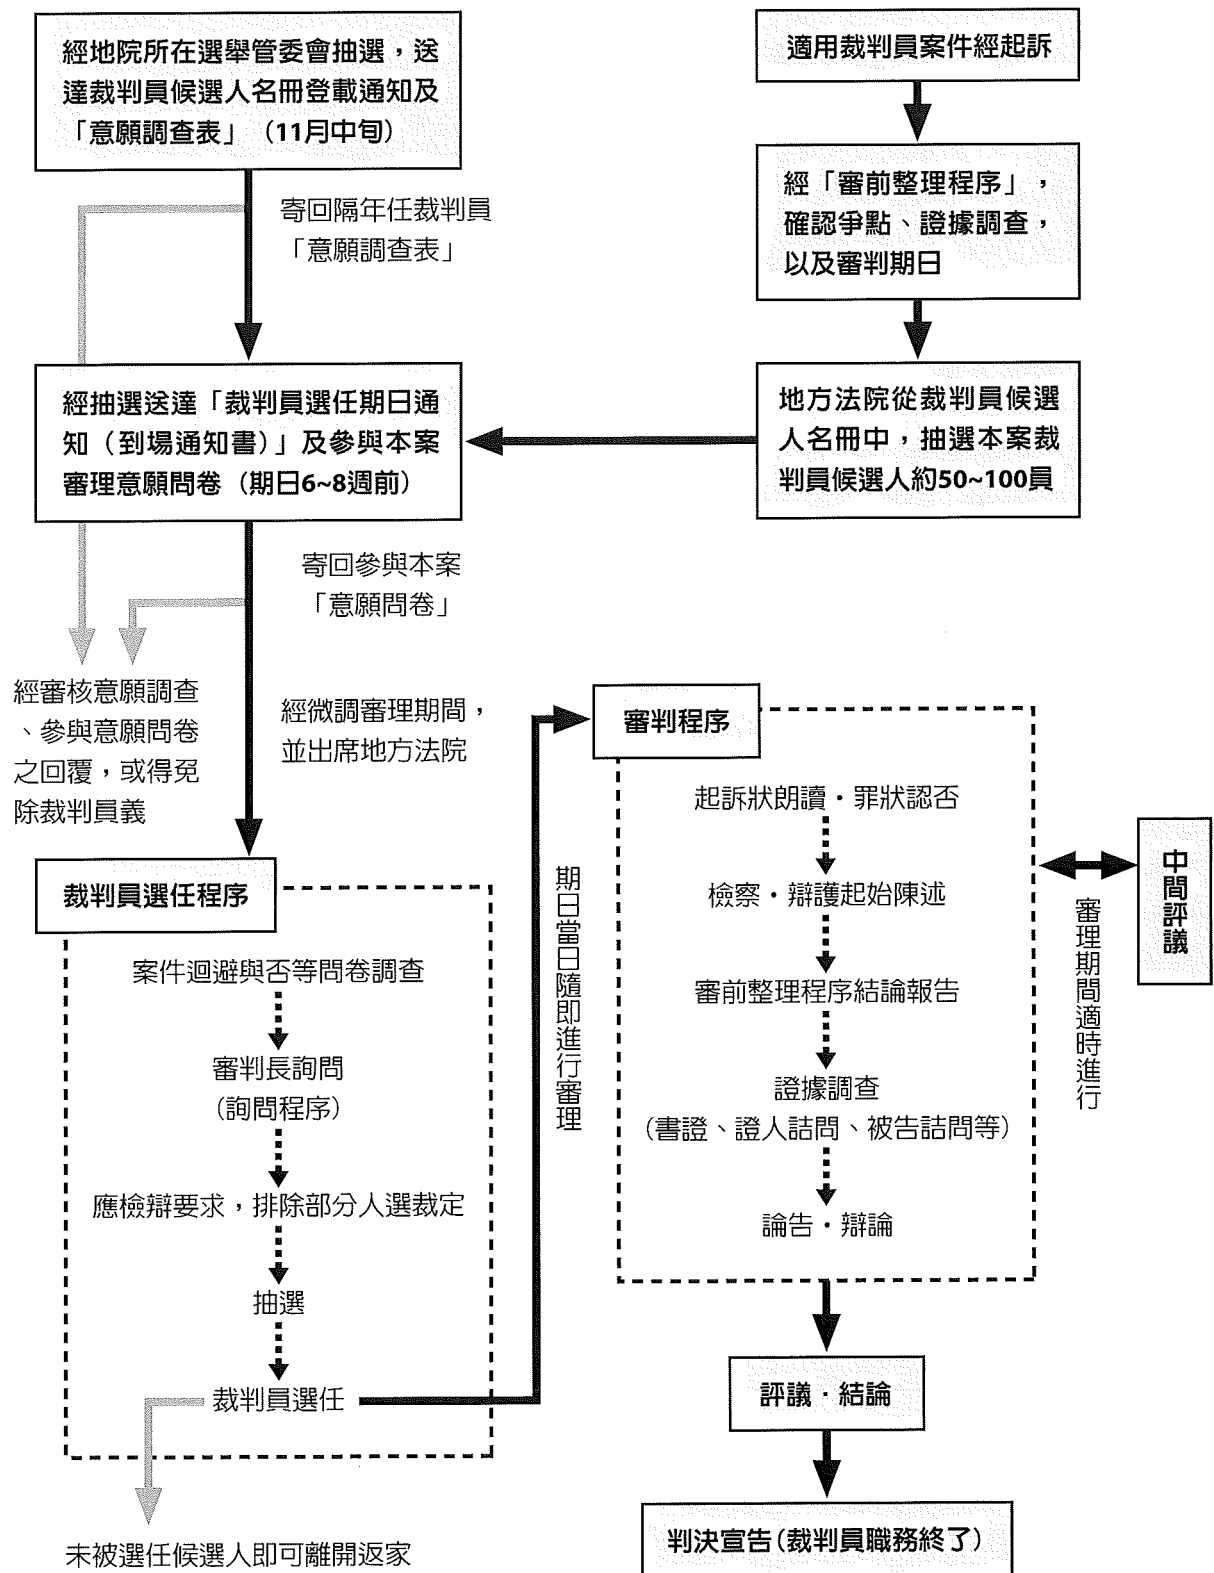 經地院所在選舉管委會抽選，送
達裁判員候選人名冊登載通知及
「意願調查表」（11月中旬）
寄回隔年任裁判員
「意願調查表」
經抽選送達「裁判員選任期日通
知（到場通知書）」及參與本案
審理意願問卷（期日6~8週前）
寄回參與本案
「意願問卷」
經審核意願調查
、參與意願問卷
之回覆，或得免
除裁判員義
經微調審理期間，
並出席地方法院
適用裁判員案件經起訴
經「審前整理程序」，
確認爭點、證據調查，
以及審判期日
地方法院從裁判員候選
人名冊中，抽選本案裁
判員候選人約50~100員
裁判員選任程序
案件迴避與否等問卷調查
審判長詢問
（詢問程序）
應檢辯要求，排除部分人選裁定
抽選
裁判員選任
未被選任候選人即可離開返家
期日當日隨即進行審理
審判程序
起訴狀朗讀・罪狀認否
檢察・辯護起始陳述
審前整理程序結論報告
證據調查
（書證、證人詰問、被告詰問等）
論告・辯論
中間評議
審理期間適時進行
評議・結論
判決宣告（裁判員職務終了）